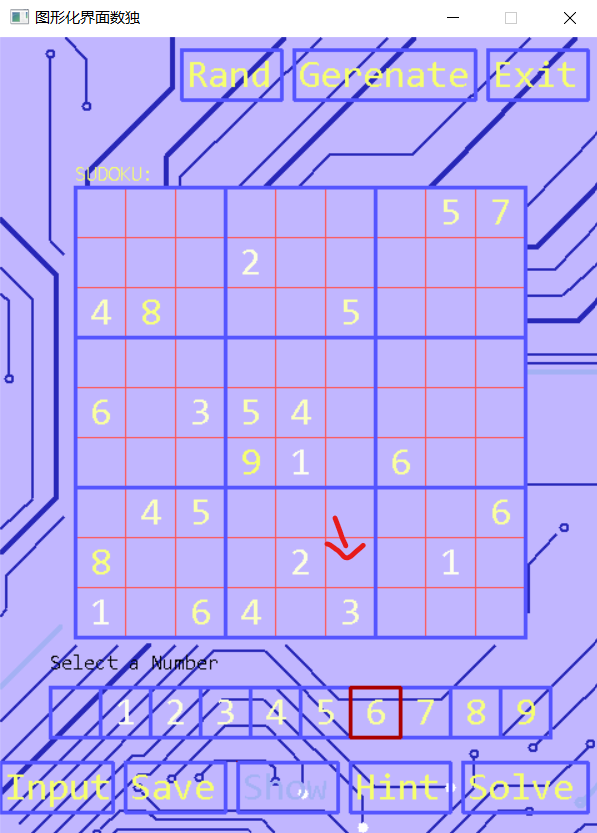 图形化界面数独
Rand Gerenate Exit
SUDOKU:
5 7
2
4 8 5
6 3 5 4
9 1 6
4 5 6
8 2 1
1 6 4 3
Select a Number
1 2 3 4 5 6 7 8 9
Input Save Show Hint Solve